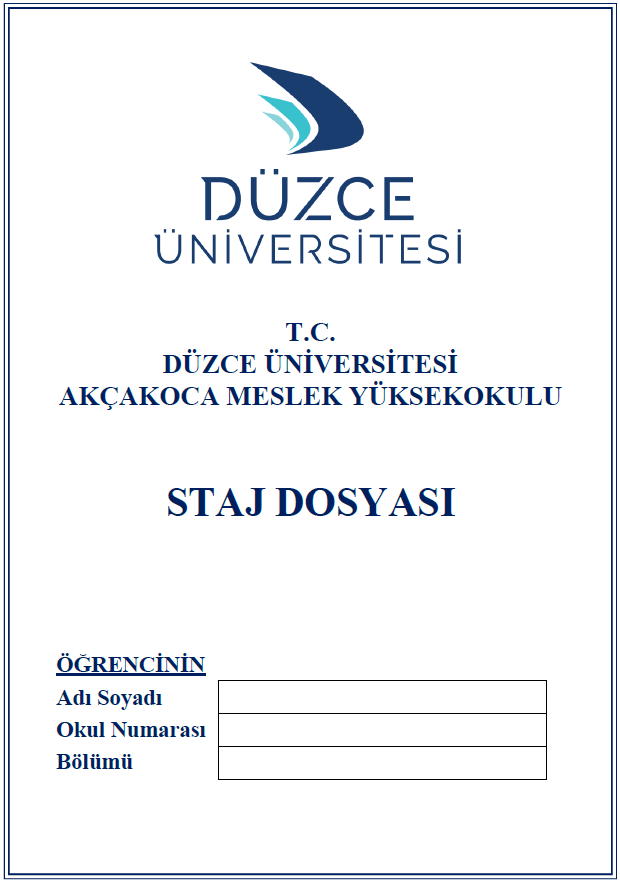 DÜZCE
ÜNİVERSİTESİ
T.C.
DÜZCE ÜNİVERSİTESİ
AKÇAKOCA MESLEK YÜKSEKOKULU
STAJ DOSYASI
ÖĞRENCİNİN
Adı Soyadı
Okul Numarası
Bölümü